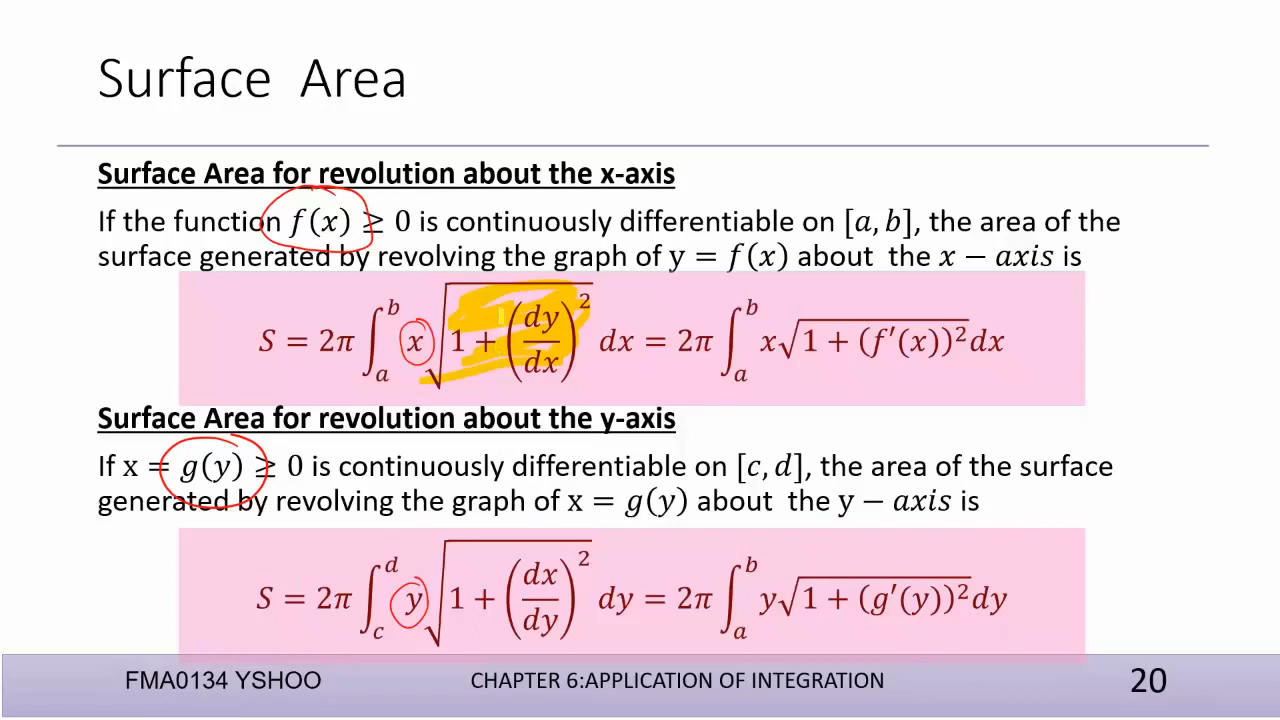 Surface Area
Surface Area for revolution about the x-axis
If the function f(x) ≥ 0 is continuously differentiable on [a, b], the area of the
surface generated by revolving the graph of y = f(x) about the x − axis is
S = 2π ∫_a^b x √(1 + (dy/dx)^2) dx = 2π ∫_a^b x√(1 + (f′(x))^2) dx
Surface Area for revolution about the y-axis
If x = g(y) ≥ 0 is continuously differentiable on [c, d], the area of the surface
generated by revolving the graph of x = g(y) about the y − axis is
S = 2π ∫_c^d y √(1 + (dx/dy)^2) dy = 2π ∫_a^b y√(1 + (g′(y))^2) dy
FMA0134 YSHOO CHAPTER 6:APPLICATION OF INTEGRATION 20